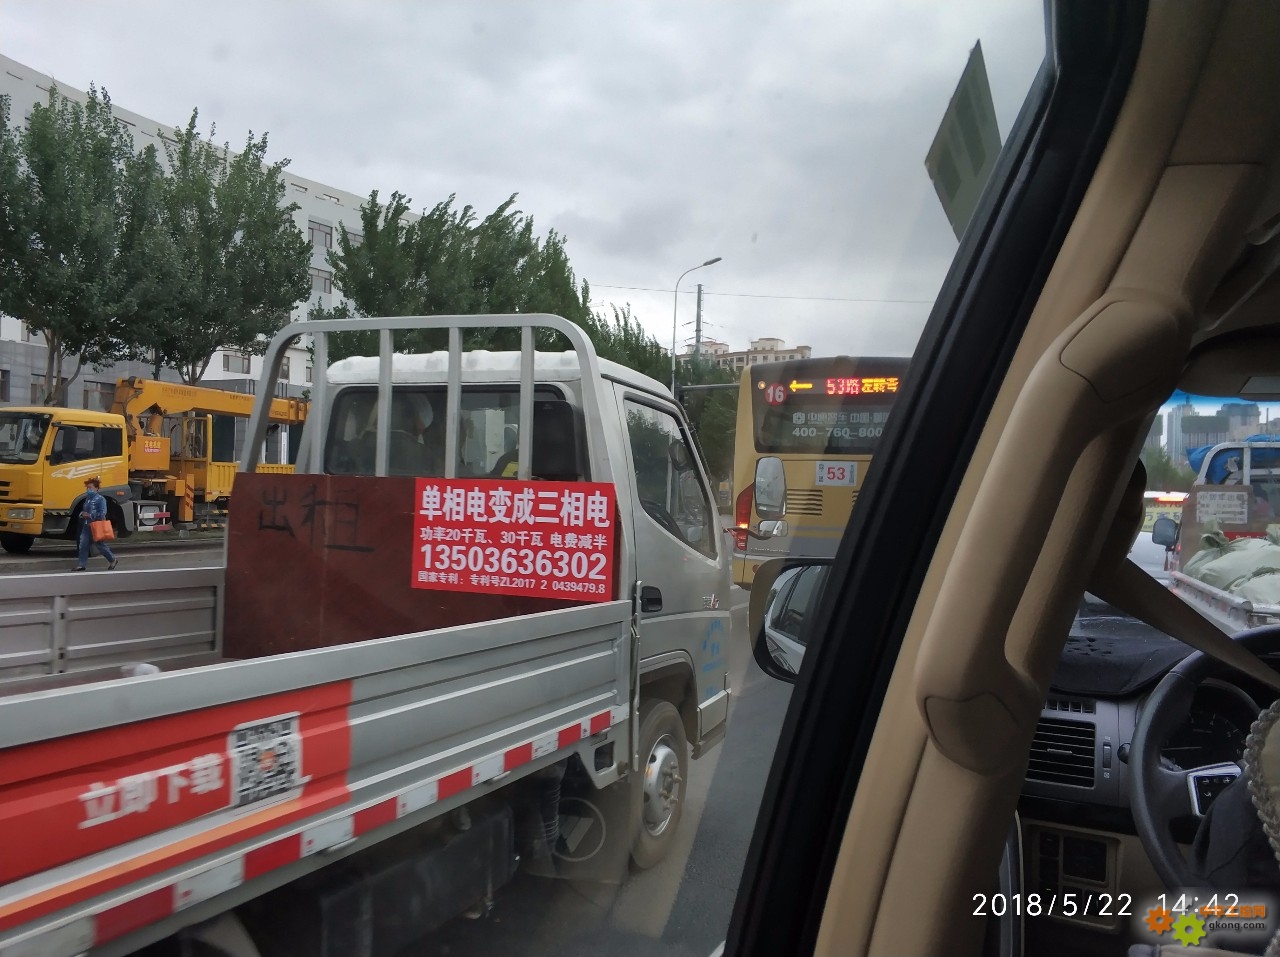 16
53路左转弯
400-760-800
53
出租
单相电变成三相电
功率20千瓦、30千瓦 电费减半
13503636302
国家专利：专利号ZL2017 2 0439479.8
立即下载
2018/5/22 14:42
gkong.com